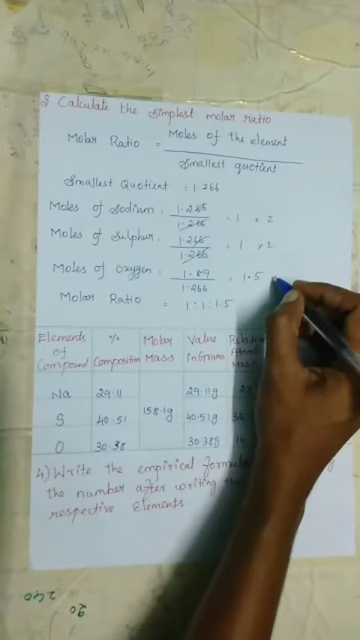 3 Calculate the simplest molar ratio
Molar Ratio = Moles of the element
smallest quotient
Smallest Quotient = 1.266
Moles of Sodium = 1.266 / 1.266 = 1 × 2
Moles of Sulphur = 1.266 / 1.266 = 1 × 2
Moles of oxygen = 1.89 / 1.266 = 1.5
Molar Ratio = 1:1:1.5
Elements of Compound % Composition Molar Mass Value in Grams
Na 29.11 29.11g
S 40.51 158.1g 40.51g
O 30.38 30.38g
4) Write the empirical
the number after writing
respective Elements
20
240